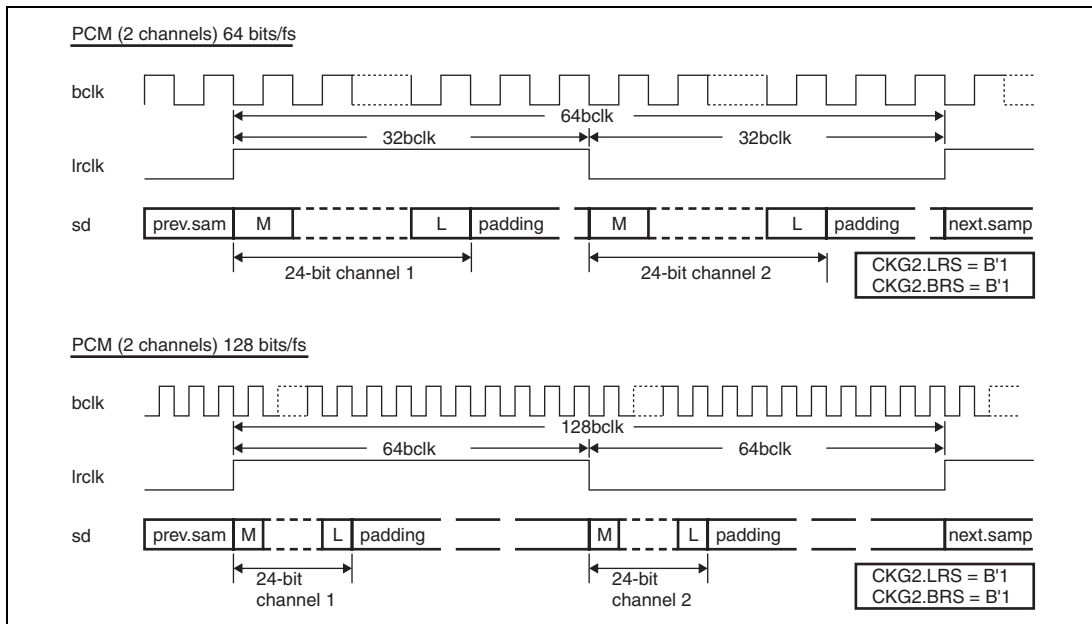 PCM (2 channels) 64 bits/fs
bclk
64bclk
32bclk 32bclk
lrclk
sd prev.sam M L padding M L padding next.samp
24-bit channel 1 24-bit channel 2
CKG2.LRS = B'1
CKG2.BRS = B'1
PCM (2 channels) 128 bits/fs
bclk
128bclk
64bclk 64bclk
lrclk
sd prev.sam M L padding M L padding next.samp
24-bit channel 1 24-bit channel 2
CKG2.LRS = B'1
CKG2.BRS = B'1